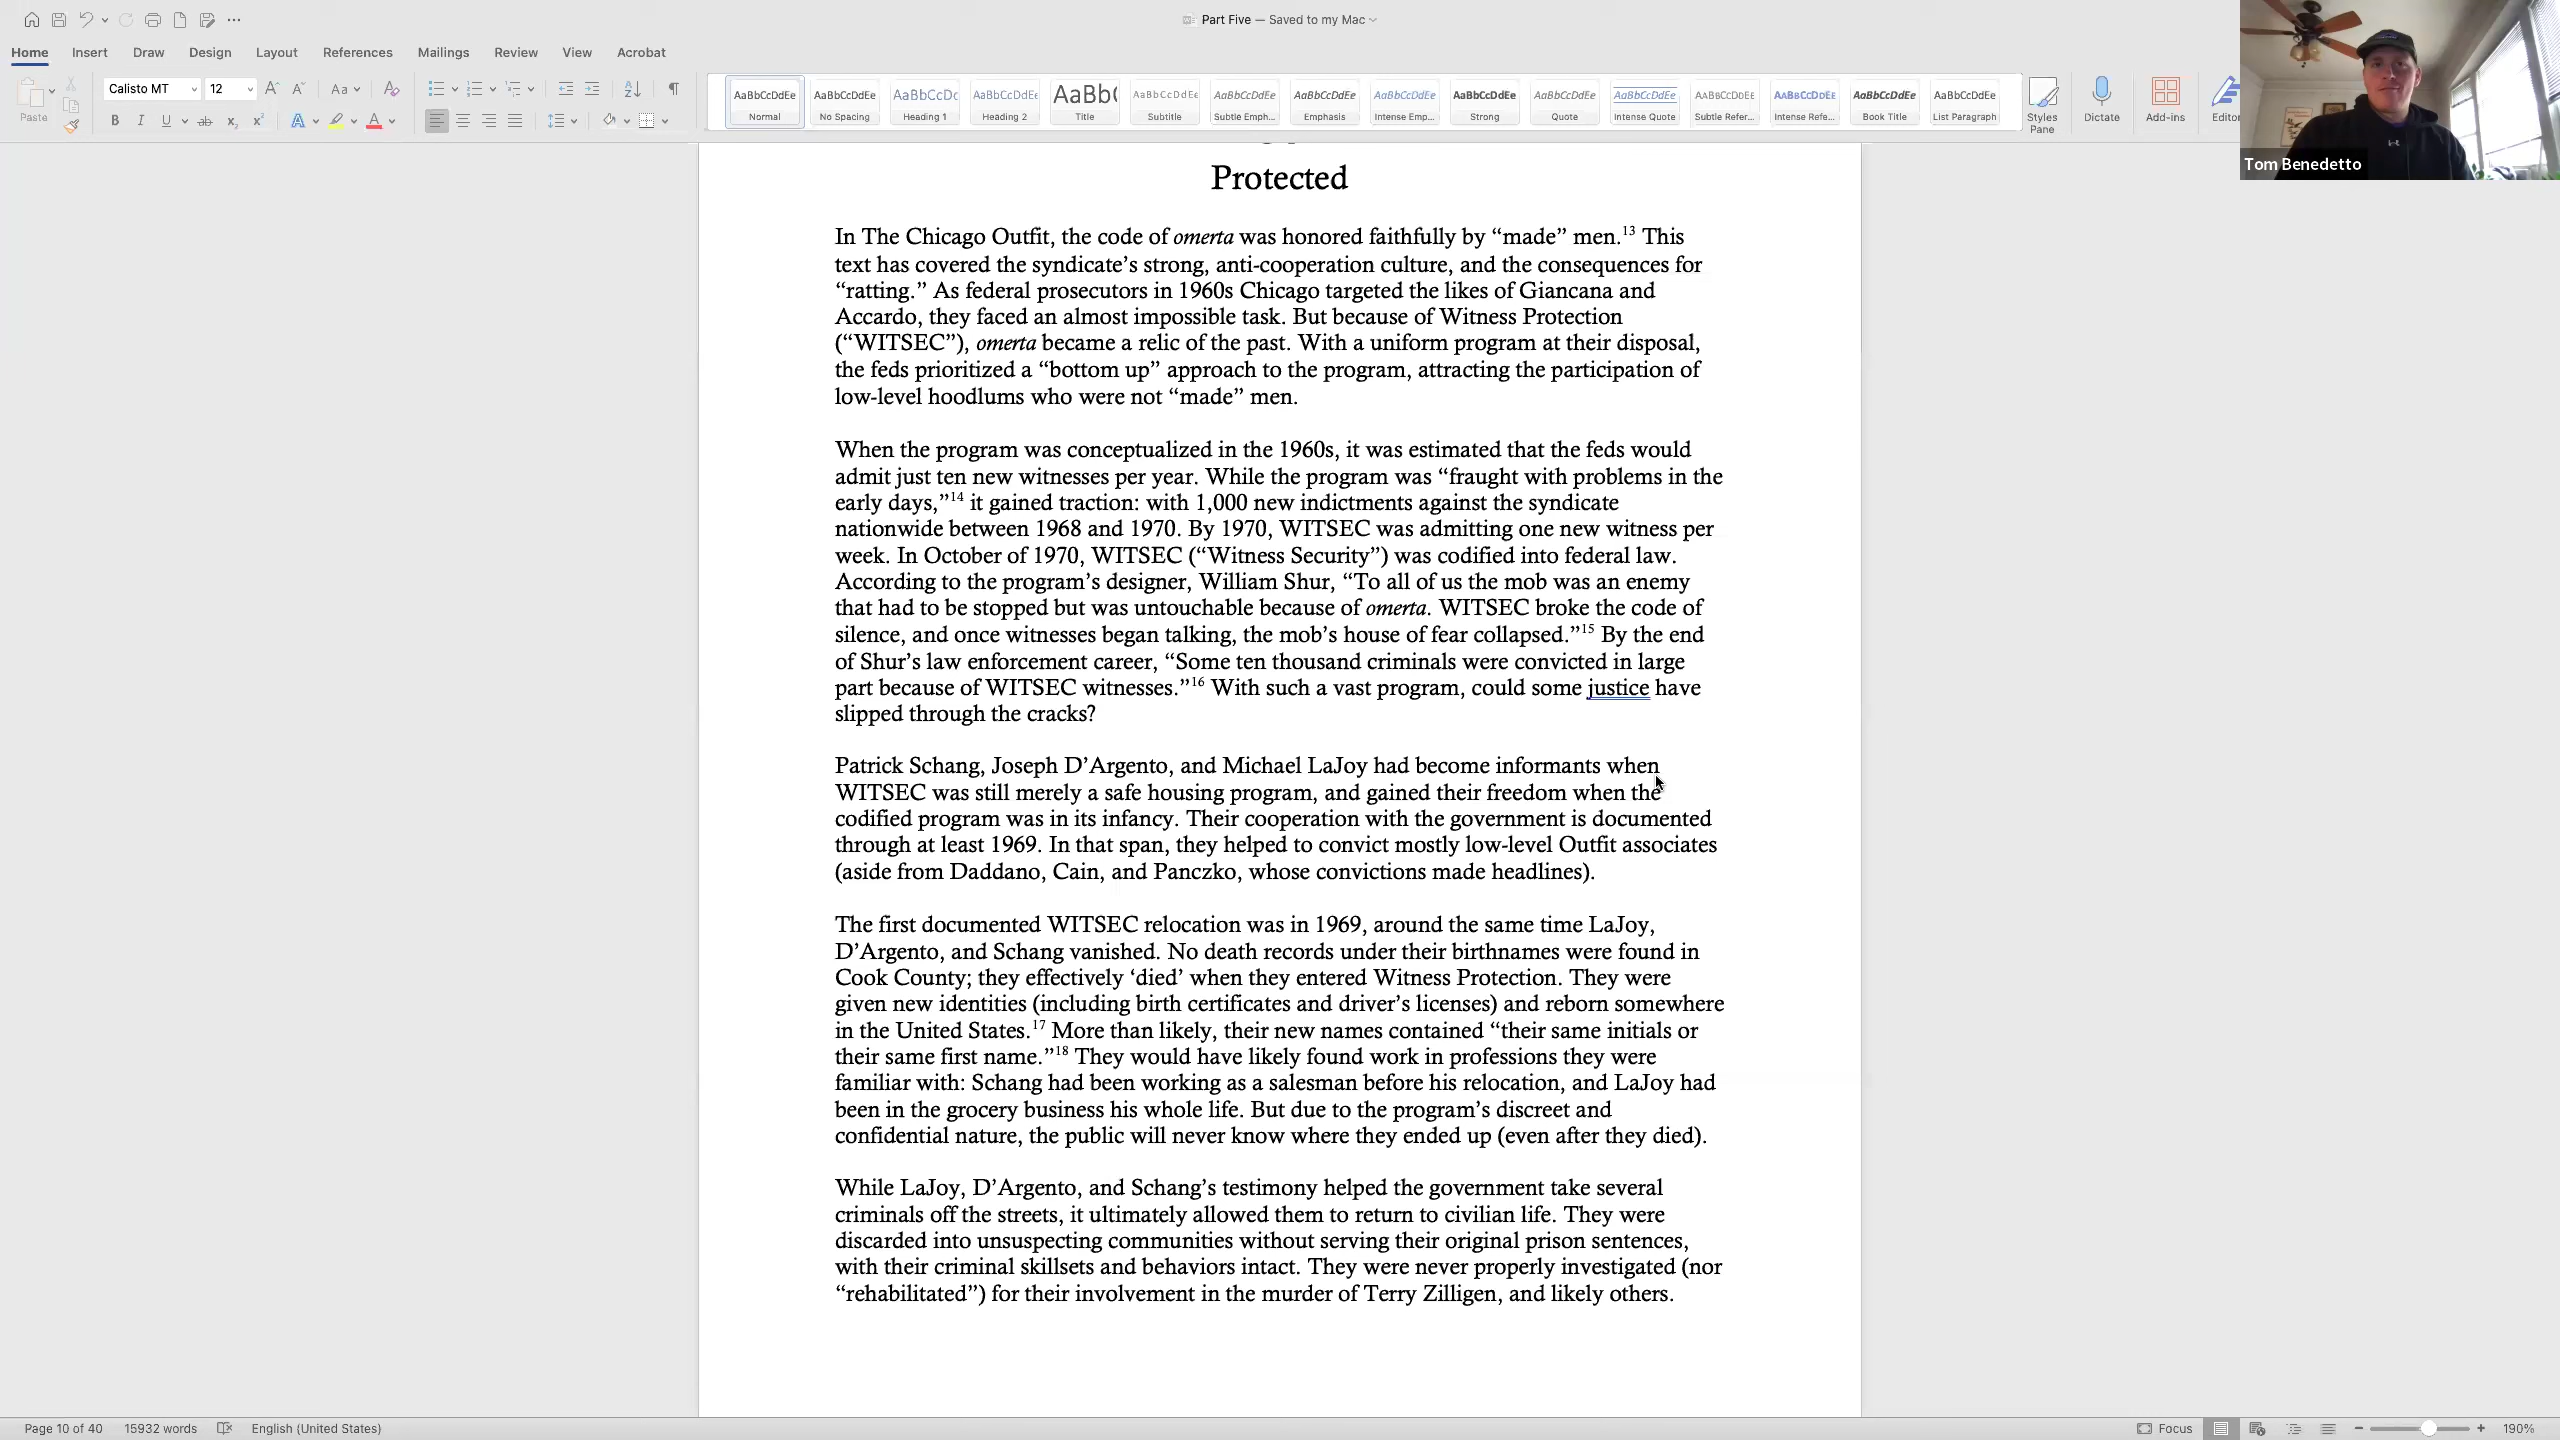 Part Five — Saved to my Mac
Home Insert Draw Design Layout References Mailings Review View Acrobat
Paste
Calisto MT 12
AaBbCcDdEe AaBbCcDdEe AaBbCcDc AaBbCcDdEe AaBb( AaBbCcDdEe AaBbCcDdEe AaBbCcDdEe AaBbCcDdEe AaBbCcDdEe AaBbCcDdEe AaBbCcDdEe AABBCCDDEE AABBCCDDEE AaBbCcDdEe AaBbCcDdEe
Normal No Spacing Heading 1 Heading 2 Title Subtitle Subtle Emph... Emphasis Intense Emp... Strong Quote Intense Quote Subtle Refer... Intense Refe... Book Title List Paragraph
Styles Pane Dictate Add-ins Editor
Tom Benedetto
Protected
In The Chicago Outfit, the code of omerta was honored faithfully by “made” men.13 This
text has covered the syndicate’s strong, anti-cooperation culture, and the consequences for
“ratting.” As federal prosecutors in 1960s Chicago targeted the likes of Giancana and
Accardo, they faced an almost impossible task. But because of Witness Protection
(“WITSEC”), omerta became a relic of the past. With a uniform program at their disposal,
the feds prioritized a “bottom up” approach to the program, attracting the participation of
low-level hoodlums who were not “made” men.
When the program was conceptualized in the 1960s, it was estimated that the feds would
admit just ten new witnesses per year. While the program was “fraught with problems in the
early days,”14 it gained traction: with 1,000 new indictments against the syndicate
nationwide between 1968 and 1970. By 1970, WITSEC was admitting one new witness per
week. In October of 1970, WITSEC (“Witness Security”) was codified into federal law.
According to the program’s designer, William Shur, “To all of us the mob was an enemy
that had to be stopped but was untouchable because of omerta. WITSEC broke the code of
silence, and once witnesses began talking, the mob’s house of fear collapsed.”15 By the end
of Shur’s law enforcement career, “Some ten thousand criminals were convicted in large
part because of WITSEC witnesses.”16 With such a vast program, could some justice have
slipped through the cracks?
Patrick Schang, Joseph D’Argento, and Michael LaJoy had become informants when
WITSEC was still merely a safe housing program, and gained their freedom when the
codified program was in its infancy. Their cooperation with the government is documented
through at least 1969. In that span, they helped to convict mostly low-level Outfit associates
(aside from Daddano, Cain, and Panczko, whose convictions made headlines).
The first documented WITSEC relocation was in 1969, around the same time LaJoy,
D’Argento, and Schang vanished. No death records under their birthnames were found in
Cook County; they effectively ‘died’ when they entered Witness Protection. They were
given new identities (including birth certificates and driver’s licenses) and reborn somewhere
in the United States.17 More than likely, their new names contained “their same initials or
their same first name.”18 They would have likely found work in professions they were
familiar with: Schang had been working as a salesman before his relocation, and LaJoy had
been in the grocery business his whole life. But due to the program’s discreet and
confidential nature, the public will never know where they ended up (even after they died).
While LaJoy, D’Argento, and Schang’s testimony helped the government take several
criminals off the streets, it ultimately allowed them to return to civilian life. They were
discarded into unsuspecting communities without serving their original prison sentences,
with their criminal skillsets and behaviors intact. They were never properly investigated (nor
“rehabilitated”) for their involvement in the murder of Terry Zilligen, and likely others.
Page 10 of 40 15932 words English (United States) Focus 190%